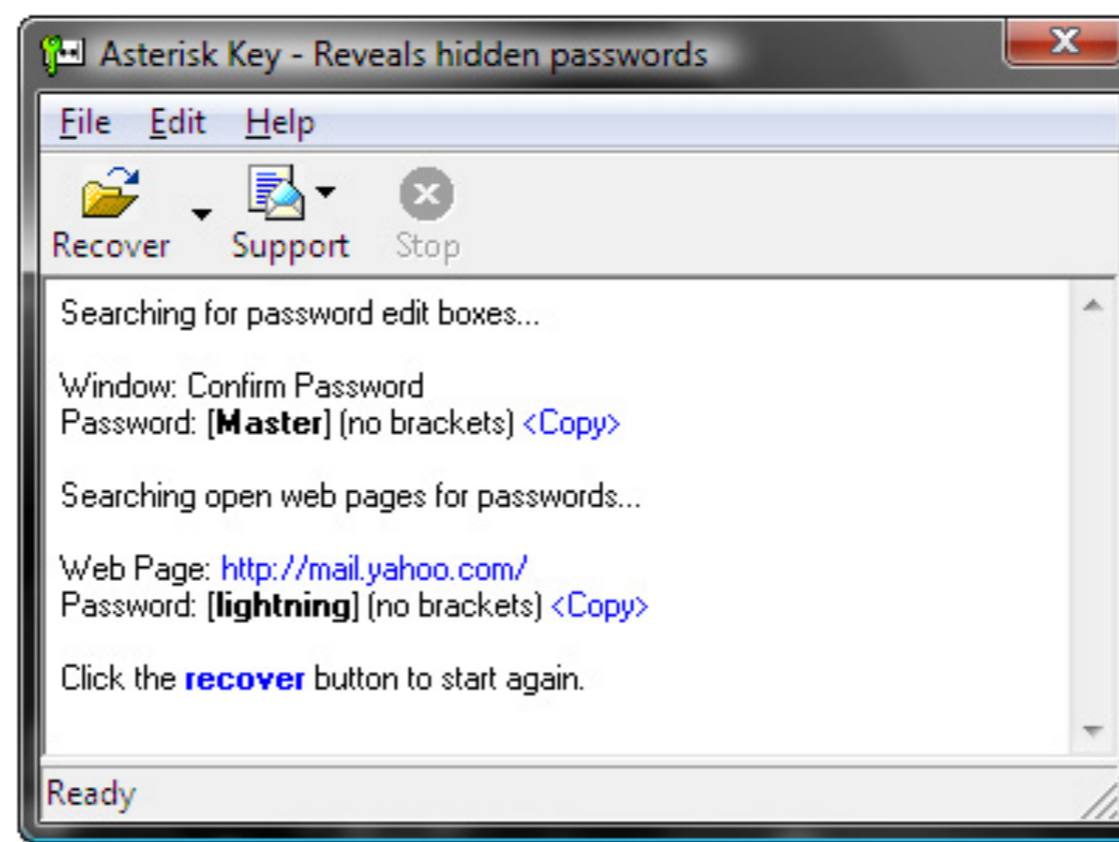 Asterisk Key - Reveals hidden passwords
File Edit Help
Recover Support Stop
Searching for password edit boxes...
Window: Confirm Password
Password: [Master] (no brackets) <Copy>
Searching open web pages for passwords...
Web Page: http://mail.yahoo.com/
Password: [lightning] (no brackets) <Copy>
Click the recover button to start again.
Ready